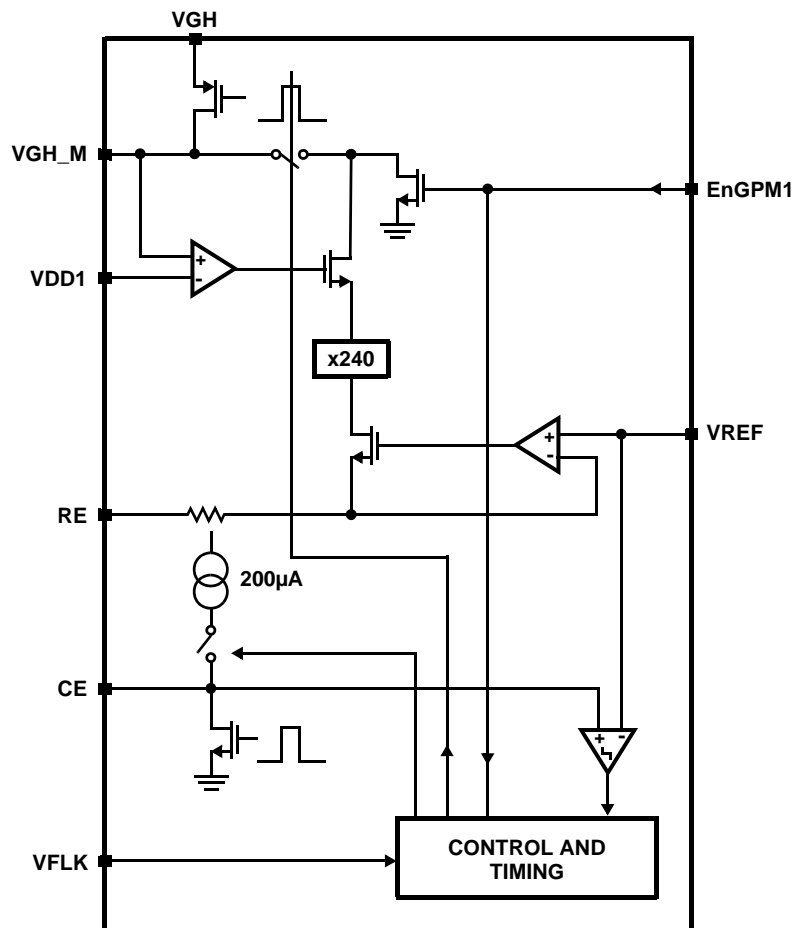 VGH
VGH_M
EnGPM1
+
-
VDD1
x240
+
-
VREF
RE
200µA
CE
+ -
CONTROL AND
TIMING
VFLK